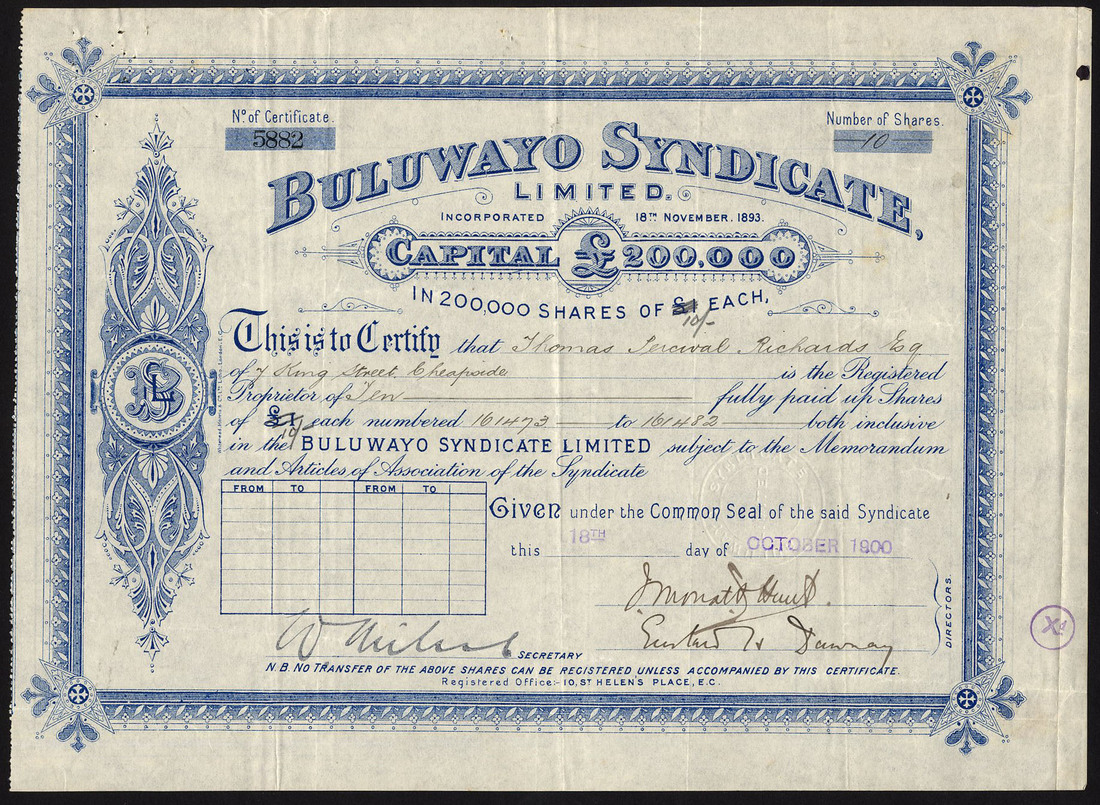 Nº. of Certificate.
5882
Number of Shares.
10
BULUWAYO SYNDICATE,
LIMITED.
INCORPORATED 18TH NOVEMBER, 1893.
CAPITAL £ 200,000
IN 200,000 SHARES OF £1 EACH,
10/-
This is to Certify that Thomas Percival Richards Esq
of 7 King Street, Cheapside is the Registered
Proprietor of Ten fully paid up Shares
of £1 each numbered 161473 to 161482 both inclusive
10/-
in the BULUWAYO SYNDICATE LIMITED subject to the Memorandum
and Articles of Association of the Syndicate
FROM TO FROM TO
Given under the Common Seal of the said Syndicate
this 18TH day of OCTOBER 1900
DIRECTORS.
SECRETARY
N.B. NO TRANSFER OF THE ABOVE SHARES CAN BE REGISTERED UNLESS ACCOMPANIED BY THIS CERTIFICATE.
Registered Office:- 10, ST HELEN'S PLACE, E.C.